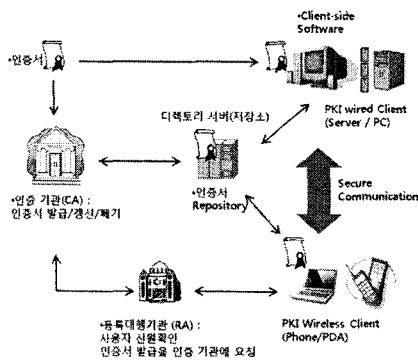 •Client-side
Software
•인증서
PKI wired Client
(Server / PC)
디렉토리 서버(저장소)
•인증서
Repository
Secure
Communication
•인증 기관(CA) :
인증서 발급/갱신/폐기
•등록대행기관 (RA) :
사용자 신원확인
인증서 발급을 인증 기관에 요청
PKI Wireless Client
(Phone/PDA)